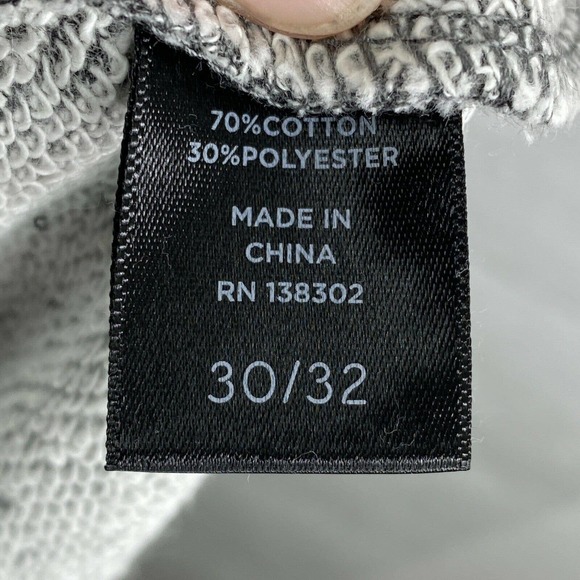 70%COTTON
30%POLYESTER
MADE IN
CHINA
RN 138302
30/32